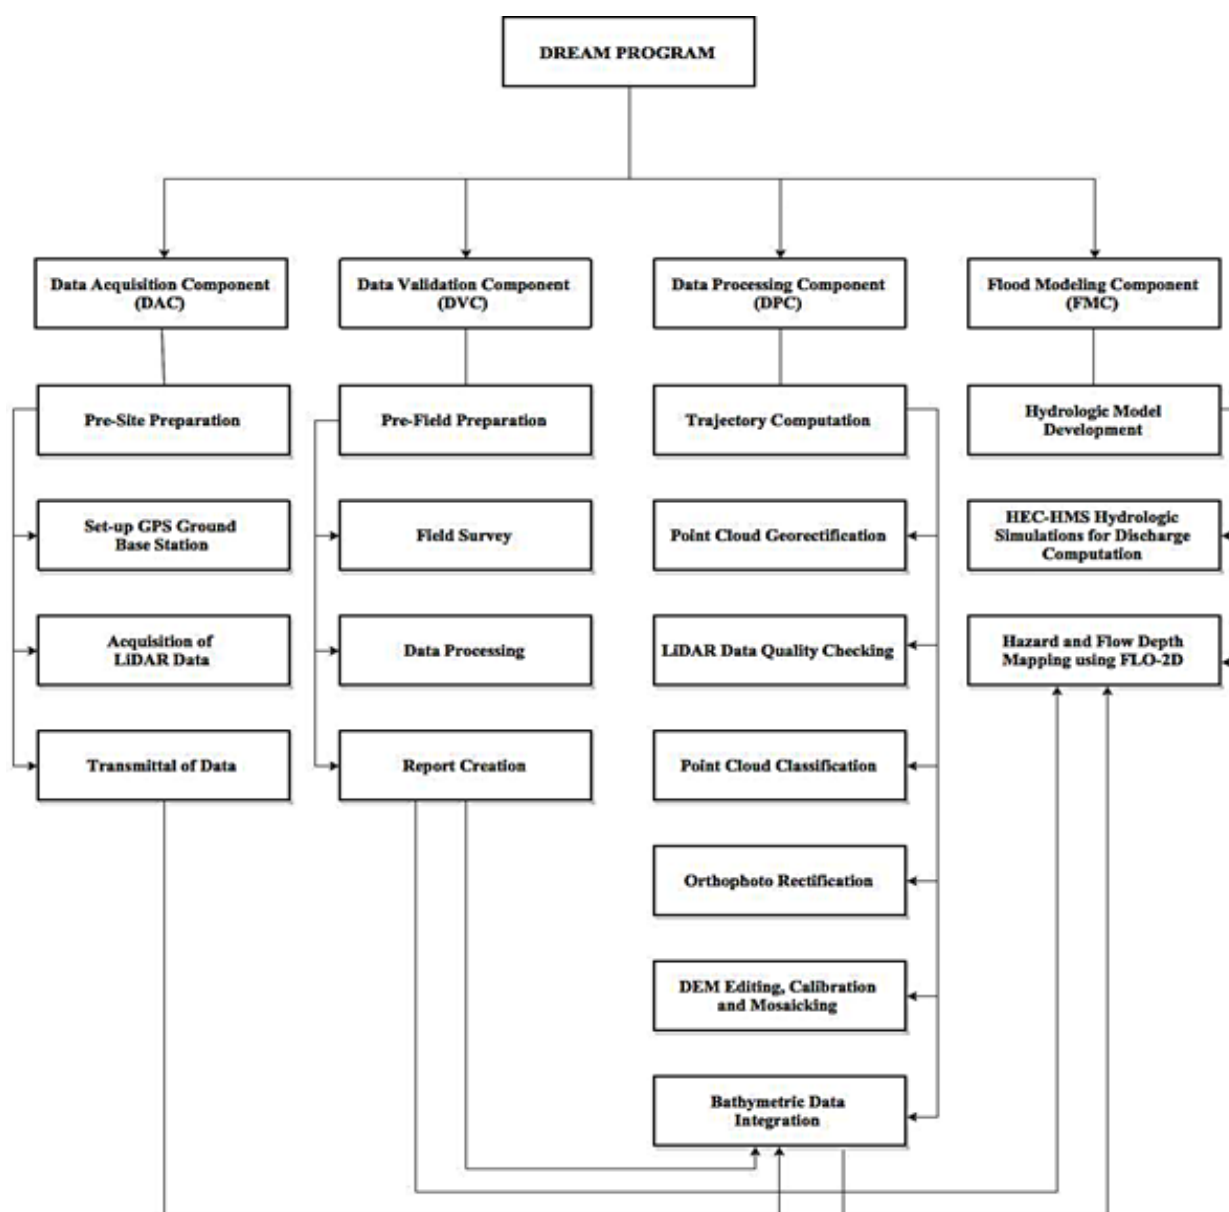 DREAM PROGRAM
Data Acquisition Component
(DAC)
Data Validation Component
(DVC)
Data Processing Component
(DPC)
Flood Modeling Component
(FMC)
Pre-Site Preparation
Pre-Field Preparation
Trajectory Computation
Hydrologic Model
Development
Set-up GPS Ground
Base Station
Field Survey
Point Cloud Georectification
HEC-HMS Hydrologic
Simulations for Discharge
Computation
Acquisition of
LiDAR Data
Data Processing
LiDAR Data Quality Checking
Hazard and Flow Depth
Mapping using FLO-2D
Transmittal of Data
Report Creation
Point Cloud Classification
Orthophoto Rectification
DEM Editing, Calibration
and Mosaicking
Bathymetric Data
Integration